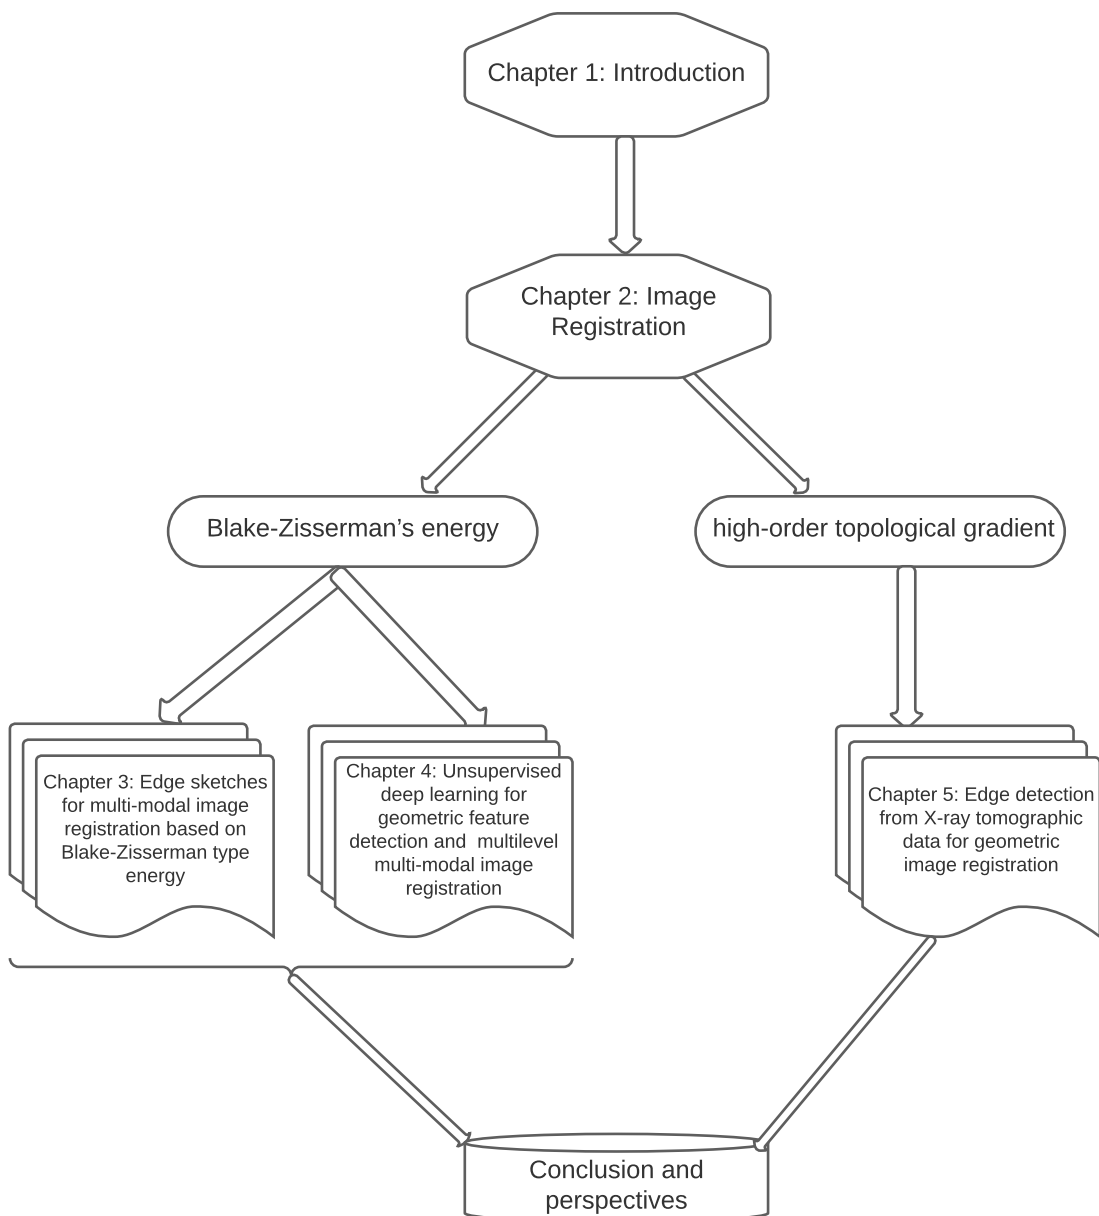 Chapter 1: Introduction
Chapter 2: Image
Registration
Blake-Zisserman's energy
high-order topological gradient
Chapter 3: Edge sketches
for multi-modal image
registration based on
Blake-Zisserman type
energy
Chapter 4: Unsupervised
deep learning for
geometric feature
detection and  multilevel
multi-modal image
registration
Chapter 5: Edge detection
from X-ray tomographic
data for geometric
image registration
Conclusion and
perspectives